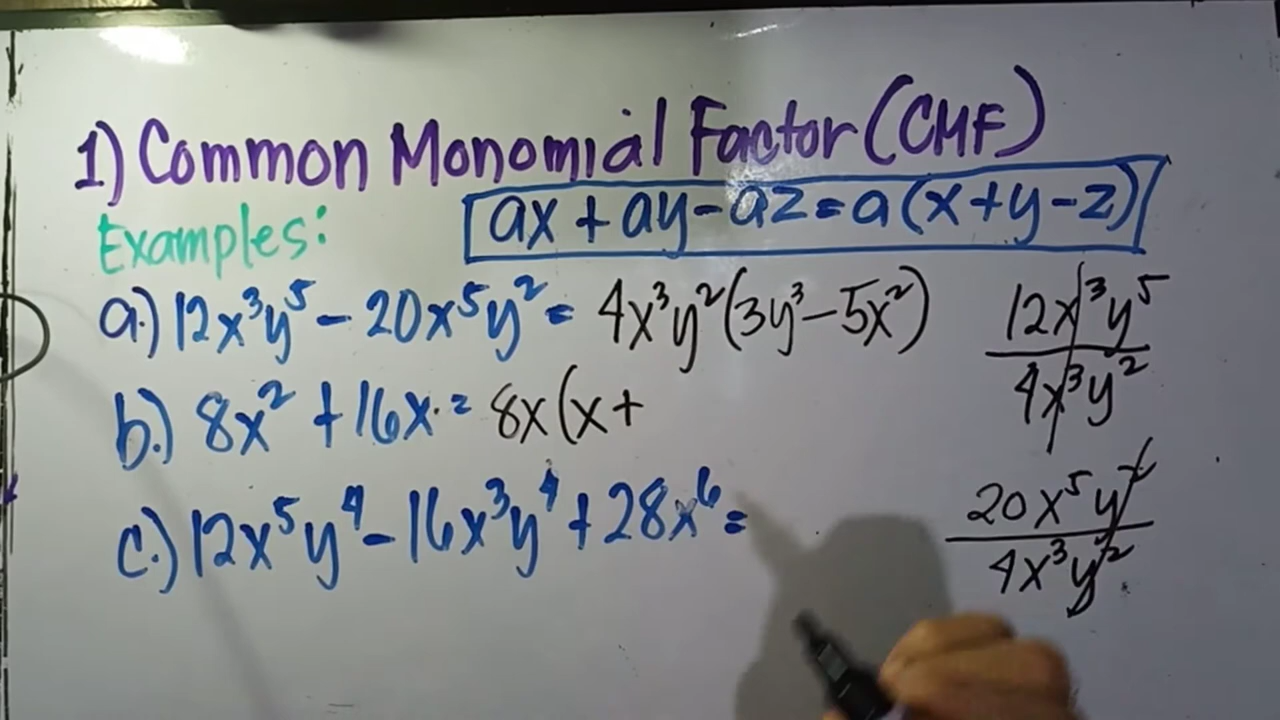 1) Common Monomial Factor (CMF)
ax + ay - az = a(x + y - z)
Examples:
a.) 12x³y⁵ - 20x⁵y² = 4x³y²(3y³ - 5x²)
b.) 8x² + 16x = 8x(x +
c.) 12x⁵y⁴ - 16x³y⁴ + 28x⁶ =
12x³y⁵
4x³y²
20x⁵y²
4x³y²